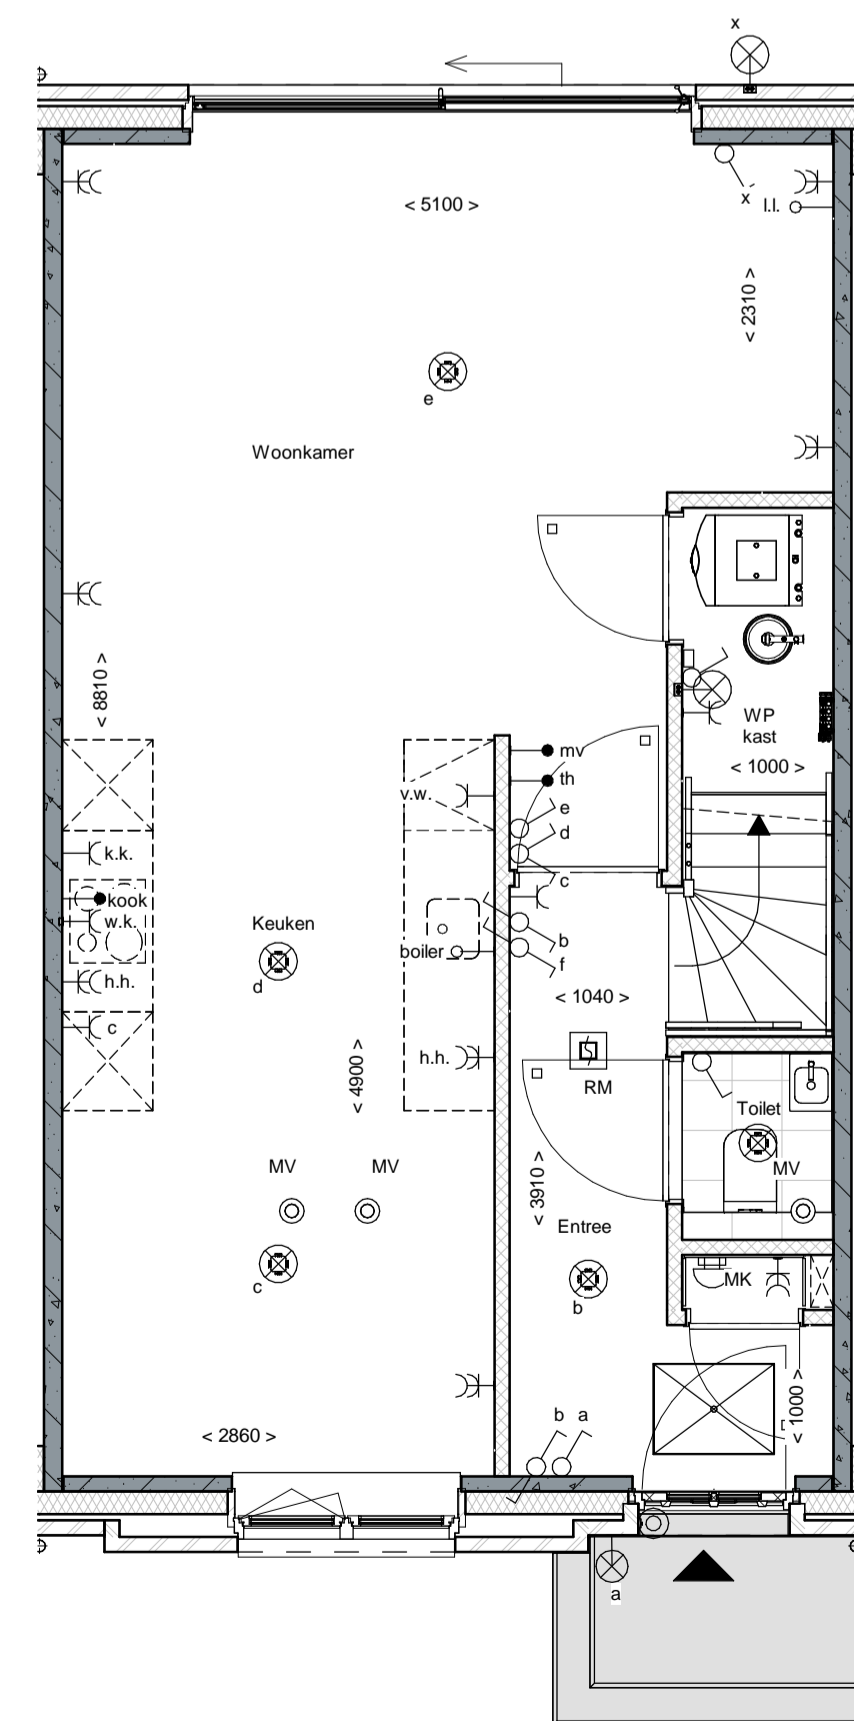 x
< 5100 >
x
l.l.
< 2310 >
e
Woonkamer
< 8810 >
WP
kast
< 1000 >
mv
th
v.w.
e
d
c
k.k.
kook
w.k.
Keuken
boiler
b
f
h.h.
d
c
< 1040 >
h.h.
< 4900 >
RM
Toilet
MV
MV
MV
< 3910 >
Entree
c
b
MK
< 1000 >
b a
< 2860 >
a